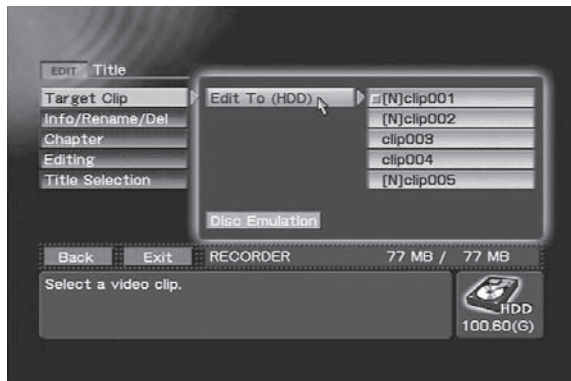 EDIT Title
Target Clip
Info/Rename/Del
Chapter
Editing
Title Selection
Edit To (HDD)
[N]clip001
[N]clip002
clip003
clip004
[N]clip005
Disc Emulation
Back Exit RECORDER 77 MB / 77 MB
Select a video clip.
HDD
100.60(G)